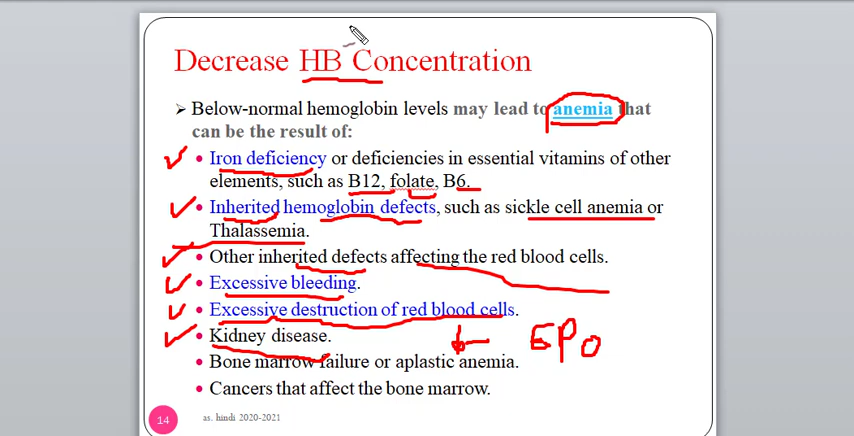 Decrease HB Concentration
➢ Below-normal hemoglobin levels may lead to anemia that
can be the result of:
• Iron deficiency or deficiencies in essential vitamins of other
elements, such as B12, folate, B6.
• Inherited hemoglobin defects, such as sickle cell anemia or
Thalassemia.
• Other inherited defects affecting the red blood cells.
• Excessive bleeding.
• Excessive destruction of red blood cells.
• Kidney disease.
↓ EPO
• Bone marrow failure or aplastic anemia.
• Cancers that affect the bone marrow.
14
as. hindi 2020-2021